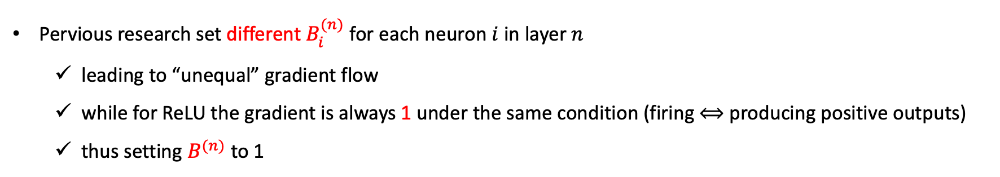 • Pervious research set different $B_i^{(n)}$ for each neuron $i$ in layer $n$
✓ leading to “unequal” gradient flow
✓ while for ReLU the gradient is always 1 under the same condition (firing ⟺ producing positive outputs)
✓ thus setting $B^{(n)}$ to 1